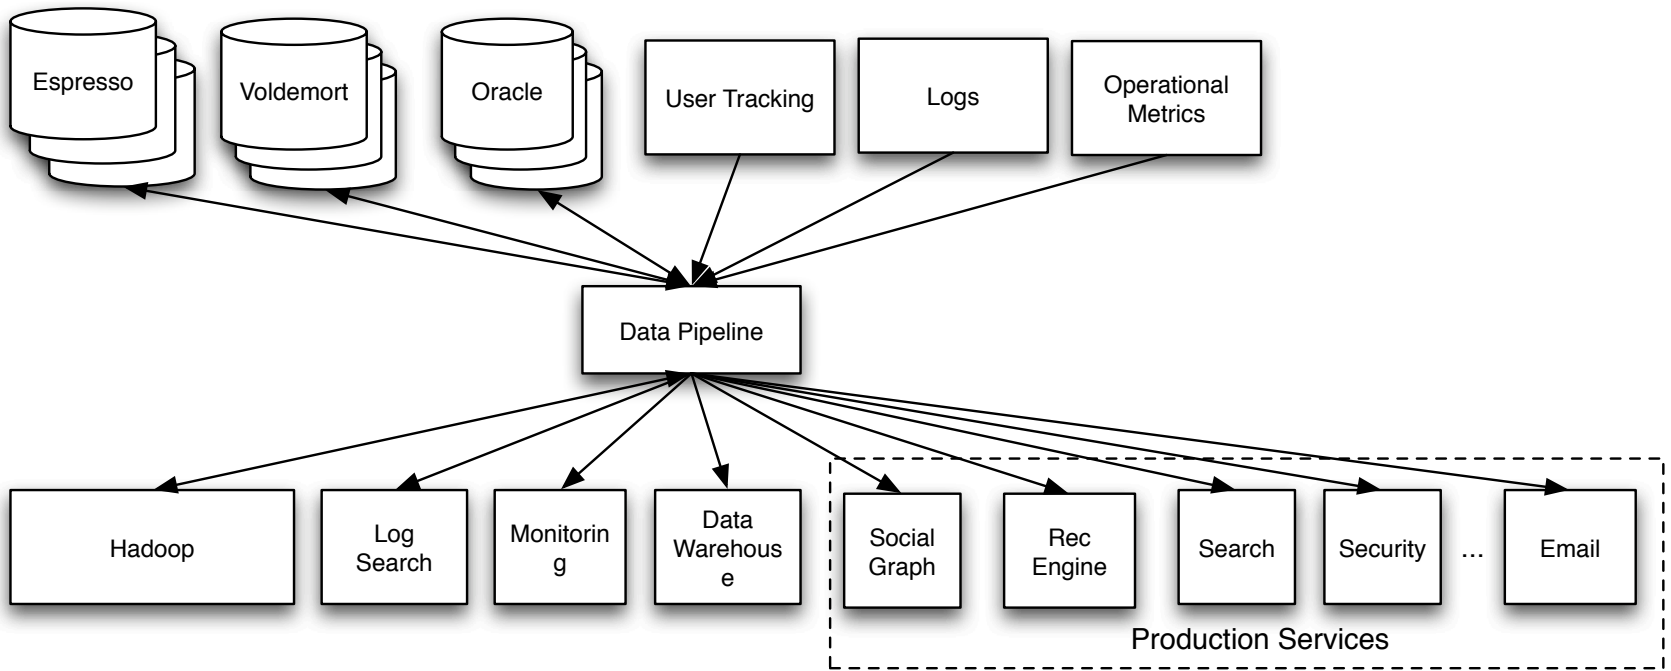 Espresso
Voldemort
Oracle
User Tracking
Logs
Operational
Metrics
Data Pipeline
Hadoop
Log
Search
Monitorin
g
Data
Warehous
e
Social
Graph
Rec
Engine
Search
Security
...
Email
Production Services